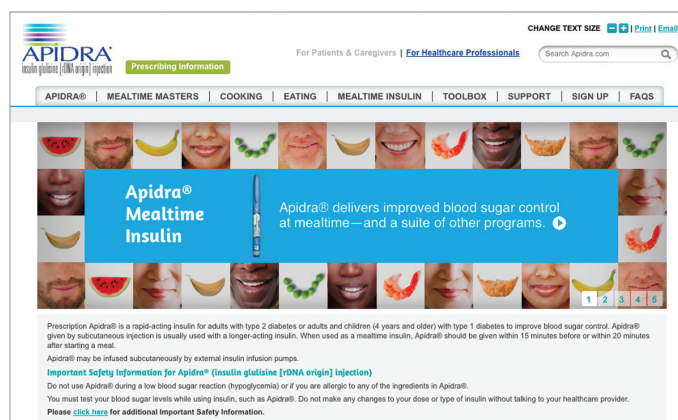 CHANGE TEXT SIZE - + | Print | Email
APIDRA®
insulin glulisine [rDNA origin] injection
Prescribing Information
For Patients & Caregivers | For Healthcare Professionals
Search Apidra.com
APIDRA® | MEALTIME MASTERS | COOKING | EATING | MEALTIME INSULIN | TOOLBOX | SUPPORT | SIGN UP | FAQS
Apidra®
Mealtime
Insulin
Apidra® delivers improved blood sugar control
at mealtime—and a suite of other programs.
1 2 3 4 5
Prescription Apidra® is a rapid-acting insulin for adults with type 2 diabetes or adults and children (4 years and older) with type 1 diabetes to improve blood sugar control. Apidra®
given by subcutaneous injection is usually used with a longer-acting insulin. When used as a mealtime insulin, Apidra® should be given within 15 minutes before or within 20 minutes
after starting a meal.
Apidra® may be infused subcutaneously by external insulin infusion pumps.
Important Safety Information for Apidra® (insulin glulisine [rDNA origin] injection)
Do not use Apidra® during a low blood sugar reaction (hypoglycemia) or if you are allergic to any of the ingredients in Apidra®.
You must test your blood sugar levels while using insulin, such as Apidra®. Do not make any changes to your dose or type of insulin without talking to your healthcare provider.
Please click here for additional Important Safety Information.